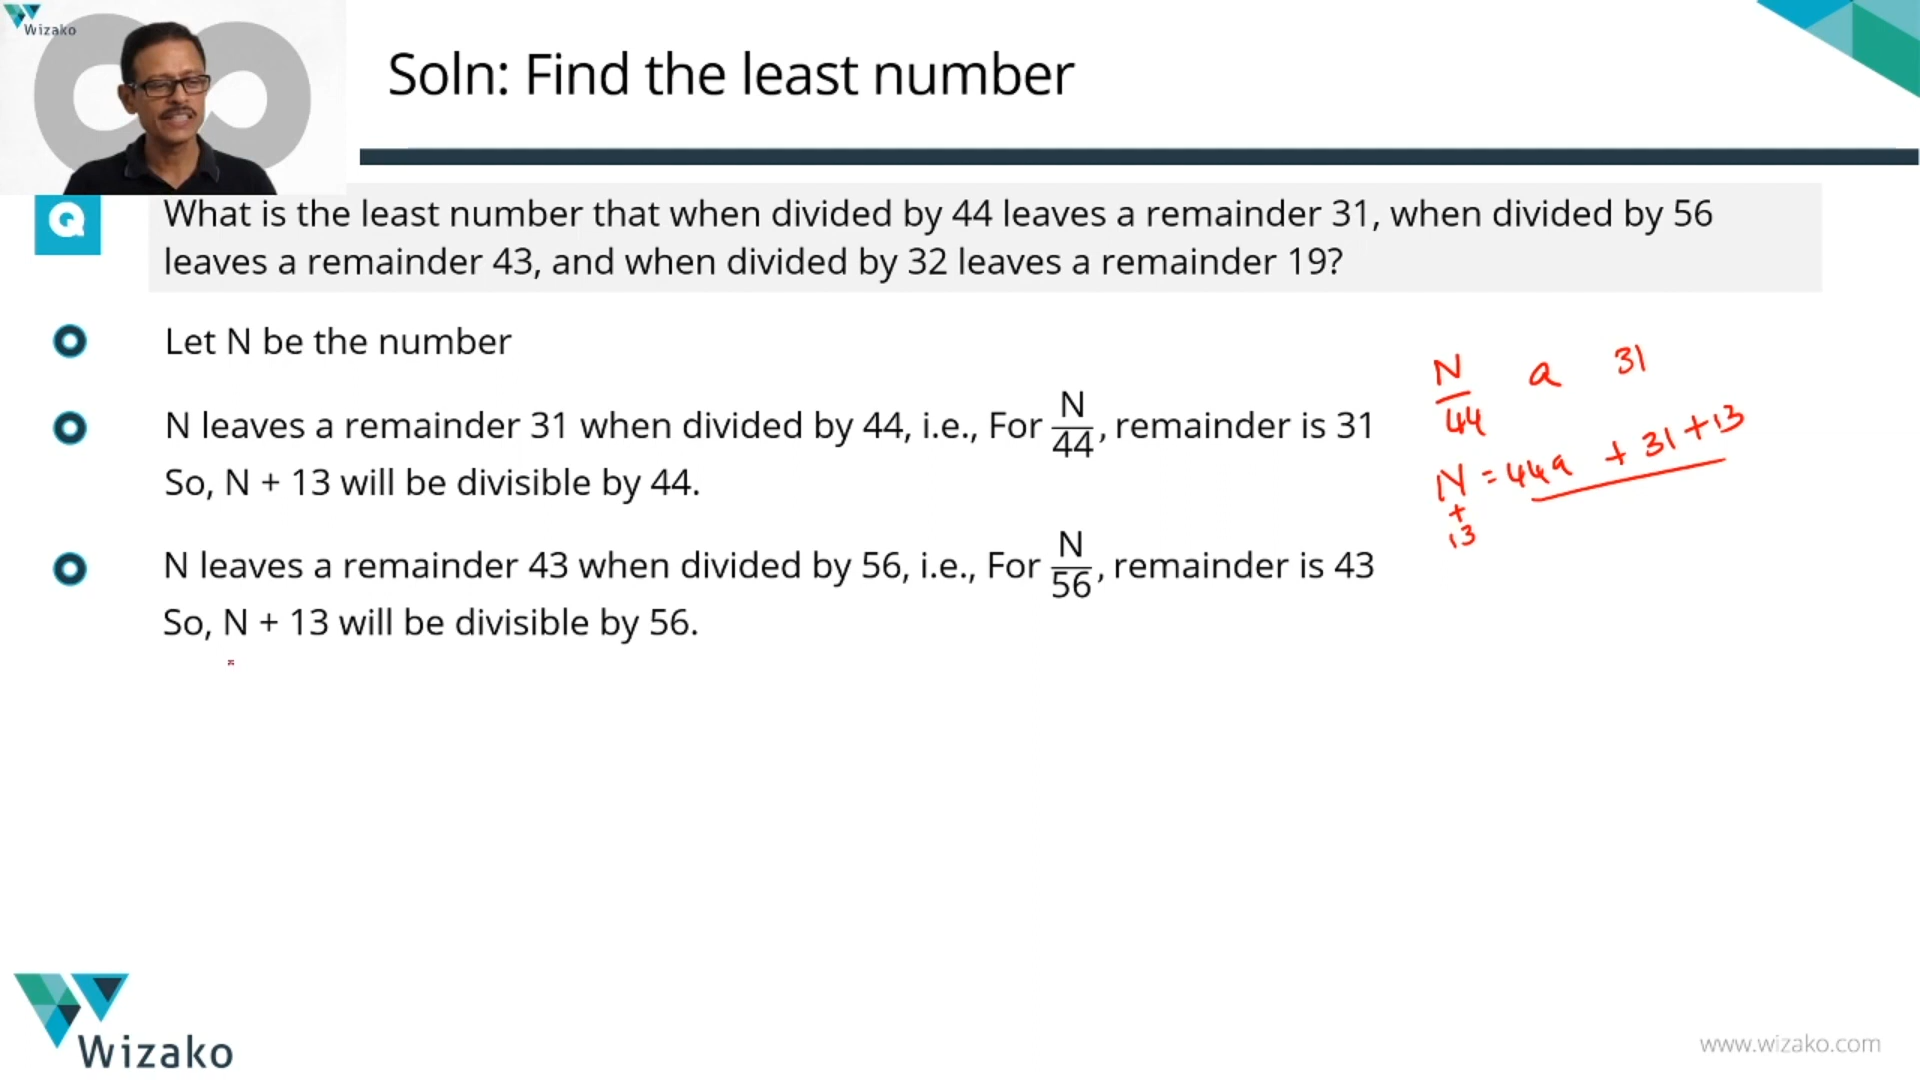 Wizako
Soln: Find the least number
Q
What is the least number that when divided by 44 leaves a remainder 31, when divided by 56
leaves a remainder 43, and when divided by 32 leaves a remainder 19?
Let N be the number
N leaves a remainder 31 when divided by 44, i.e., For N/44, remainder is 31
So, N + 13 will be divisible by 44.
N/44 a 31
N = 44a + 31 + 13
+
13
N leaves a remainder 43 when divided by 56, i.e., For N/56, remainder is 43
So, N + 13 will be divisible by 56.
Wizako
www.wizako.com